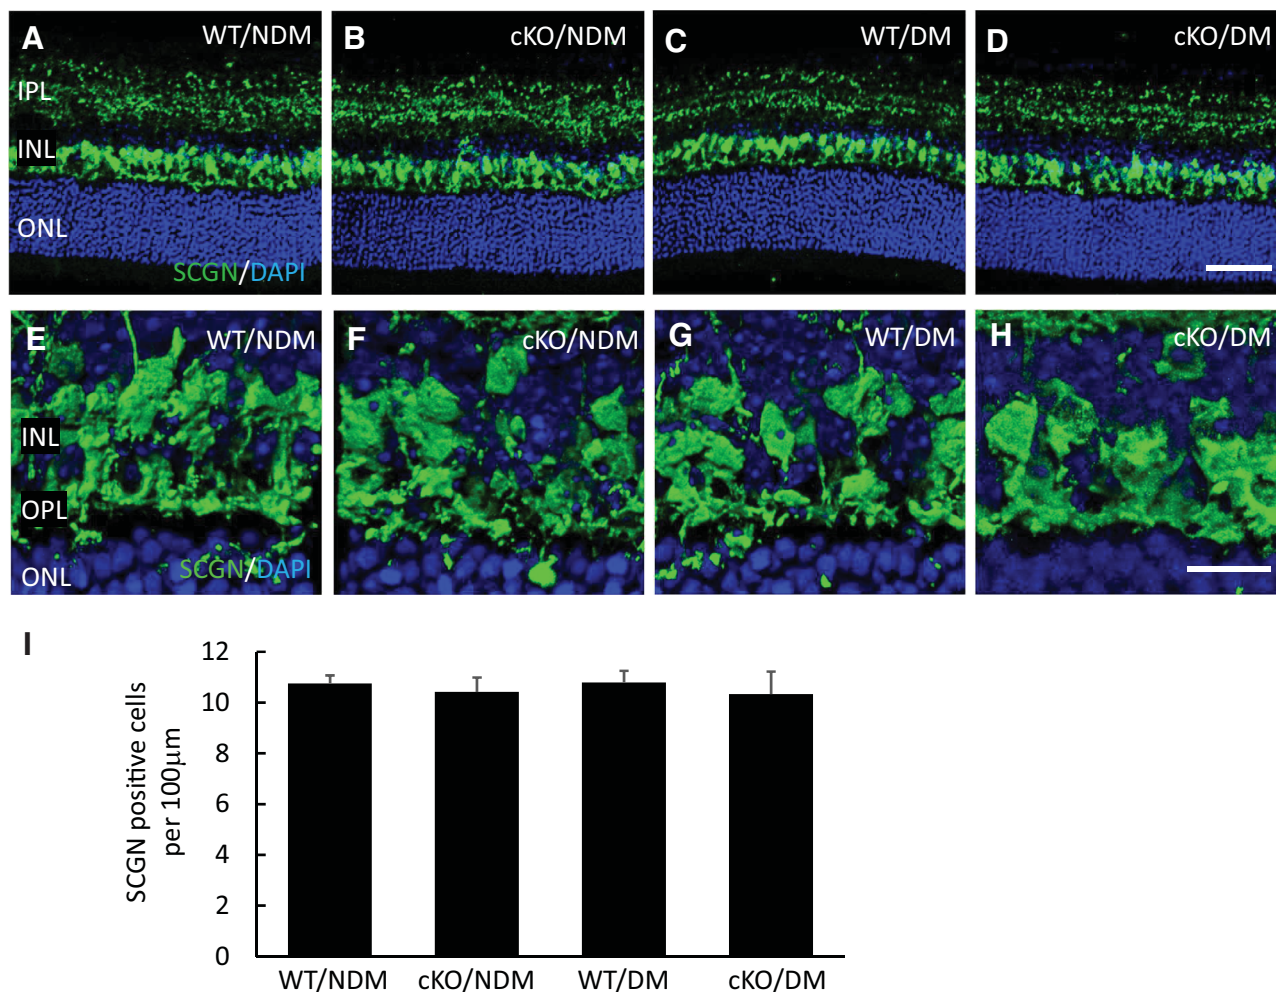 A WT/NDM
B cKO/NDM
C WT/DM
D cKO/DM
IPL
INL
ONL
SCGN/DAPI
E WT/NDM
F cKO/NDM
G WT/DM
H cKO/DM
INL
OPL
ONL
SCGN/DAPI
I
SCGN positive cells
per 100μm
12
10
8
6
4
2
0
WT/NDM cKO/NDM WT/DM cKO/DM